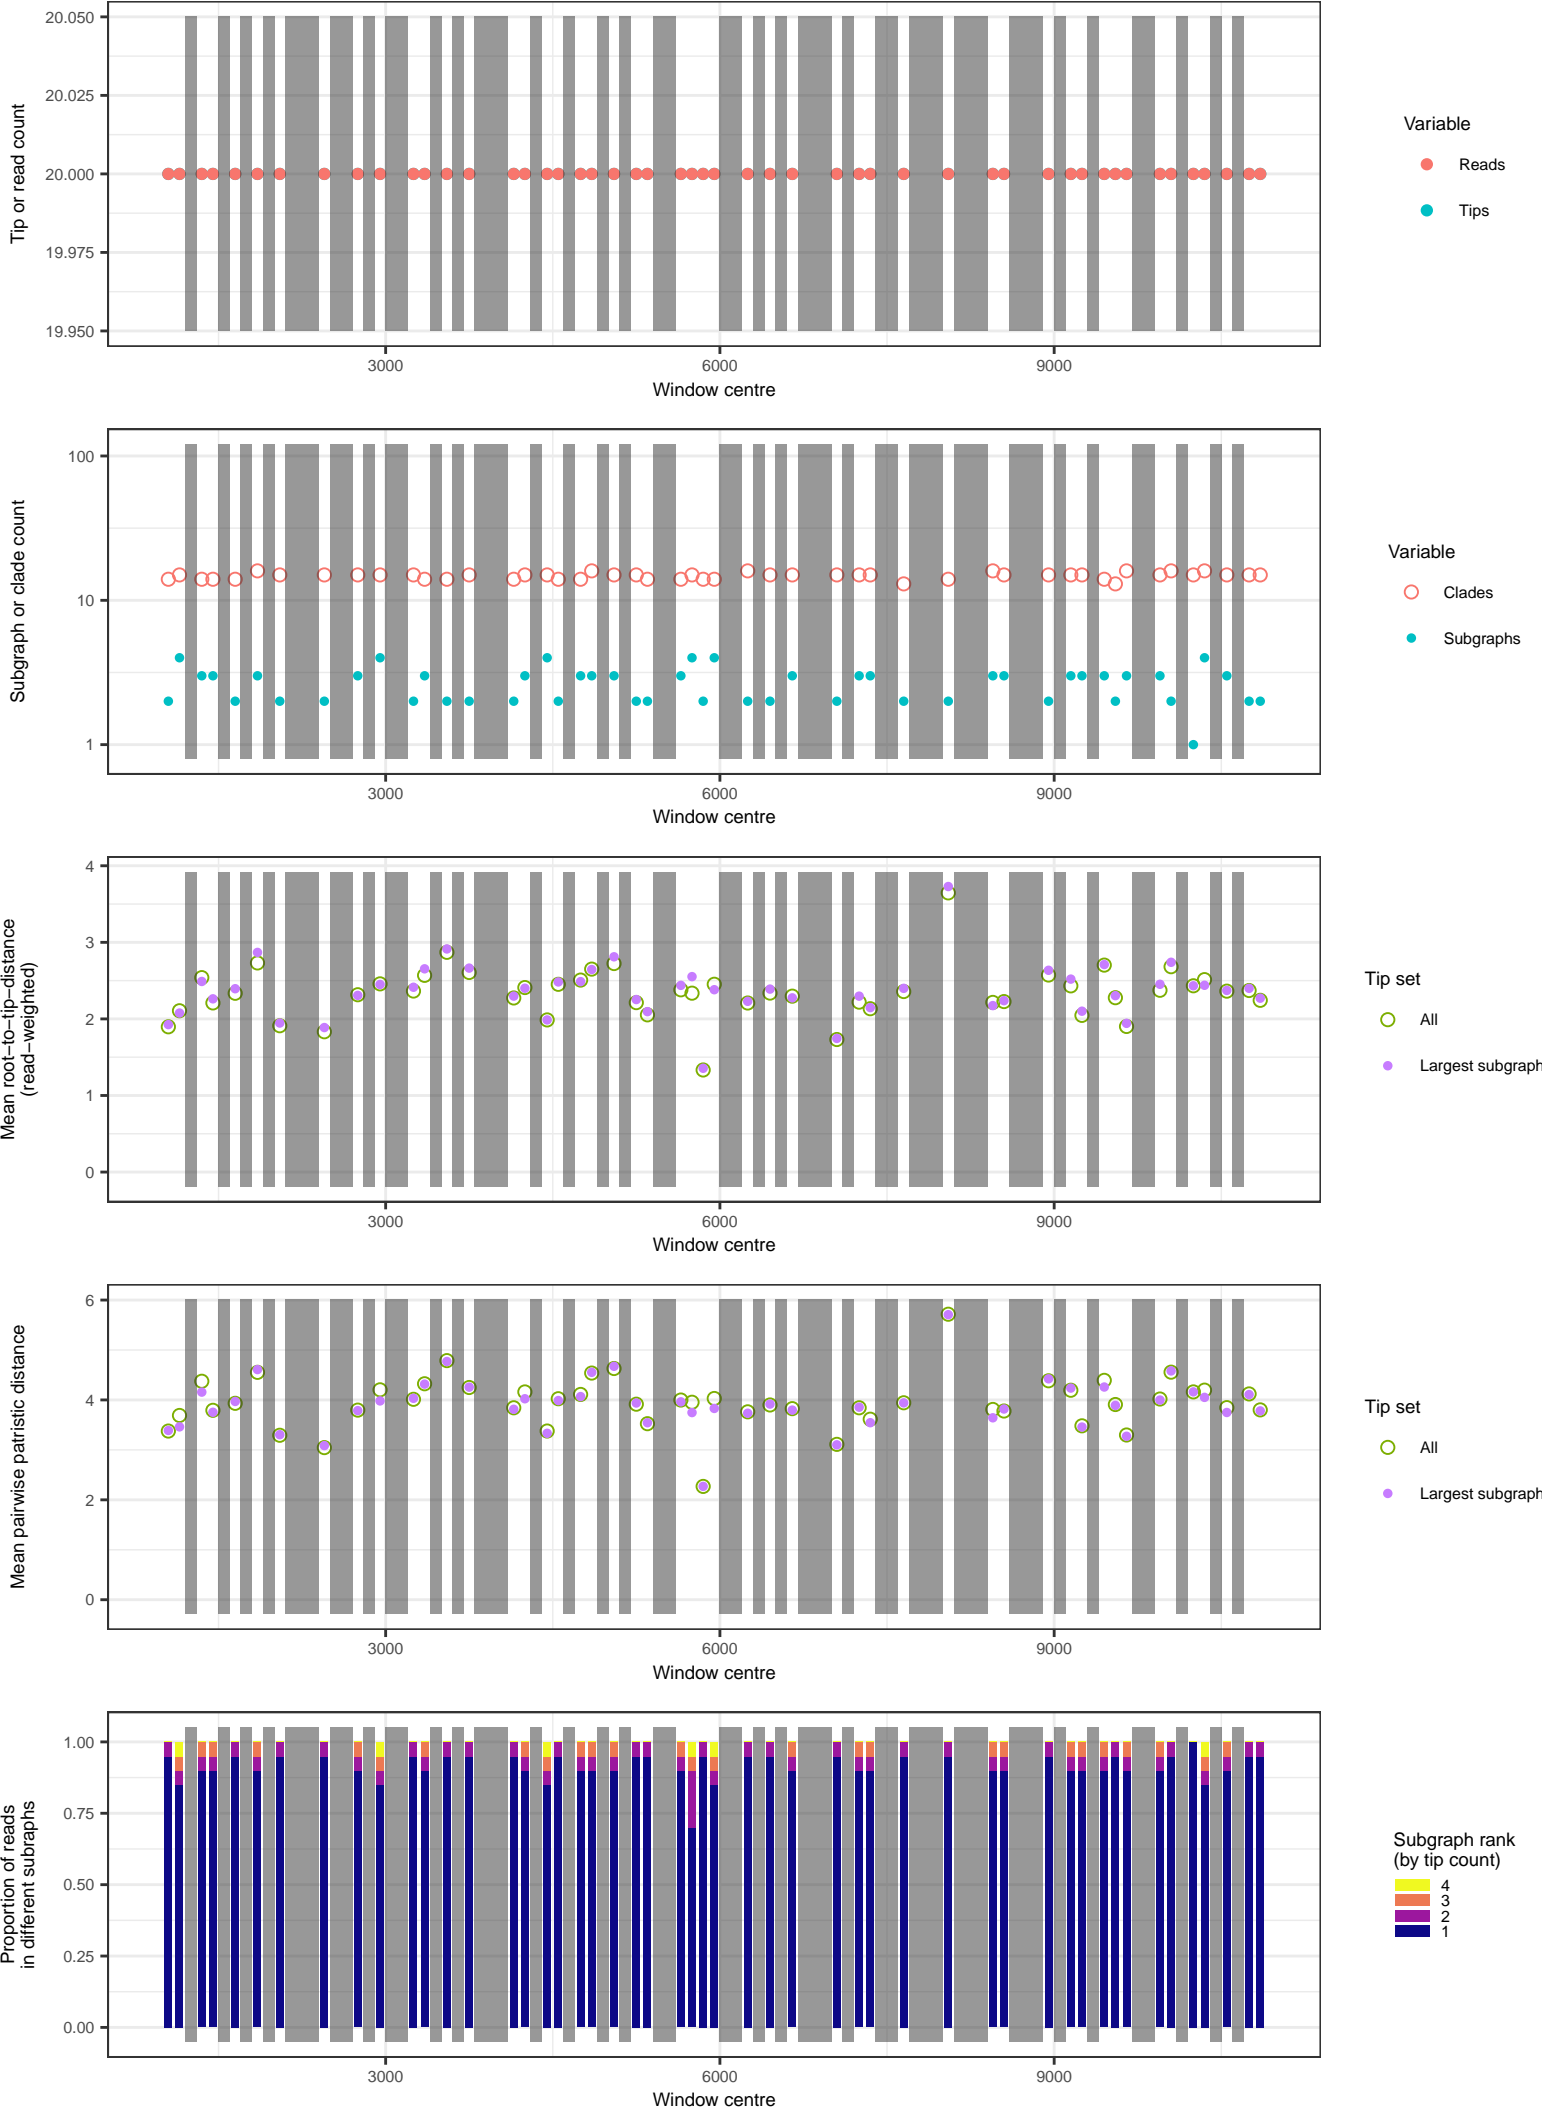 20.050
20.025
20.000
19.975
19.950
Tip or read count
3000
6000
9000
Window centre
Variable
Reads
Tips
100
10
1
Subgraph or clade count
3000
6000
9000
Window centre
Variable
Clades
Subgraphs
4
3
2
1
0
Mean root−to−tip−distance
(read−weighted)
3000
6000
9000
Window centre
Tip set
All
Largest subgraph
6
4
2
0
Mean pairwise patristic distance
3000
6000
9000
Window centre
Tip set
All
Largest subgraph
1.00
0.75
0.50
0.25
0.00
Proportion of reads
in different subraphs
3000
6000
9000
Window centre
Subgraph rank
(by tip count)
4
3
2
1